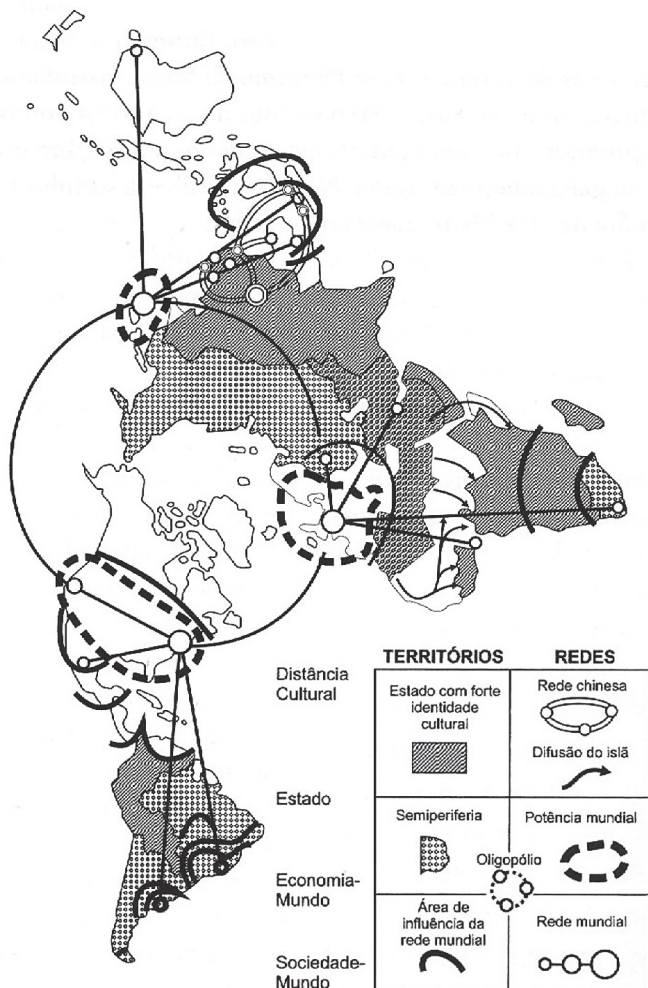 TERRITÓRIOS
REDES
Distância
Cultural
Estado com forte
identidade
cultural
Rede chinesa
Difusão do islã
Estado
Semiperiferia
Potência mundial
Oligopólio
Economia-
Mundo
Área de
influência da
rede mundial
Rede mundial
Sociedade-
Mundo